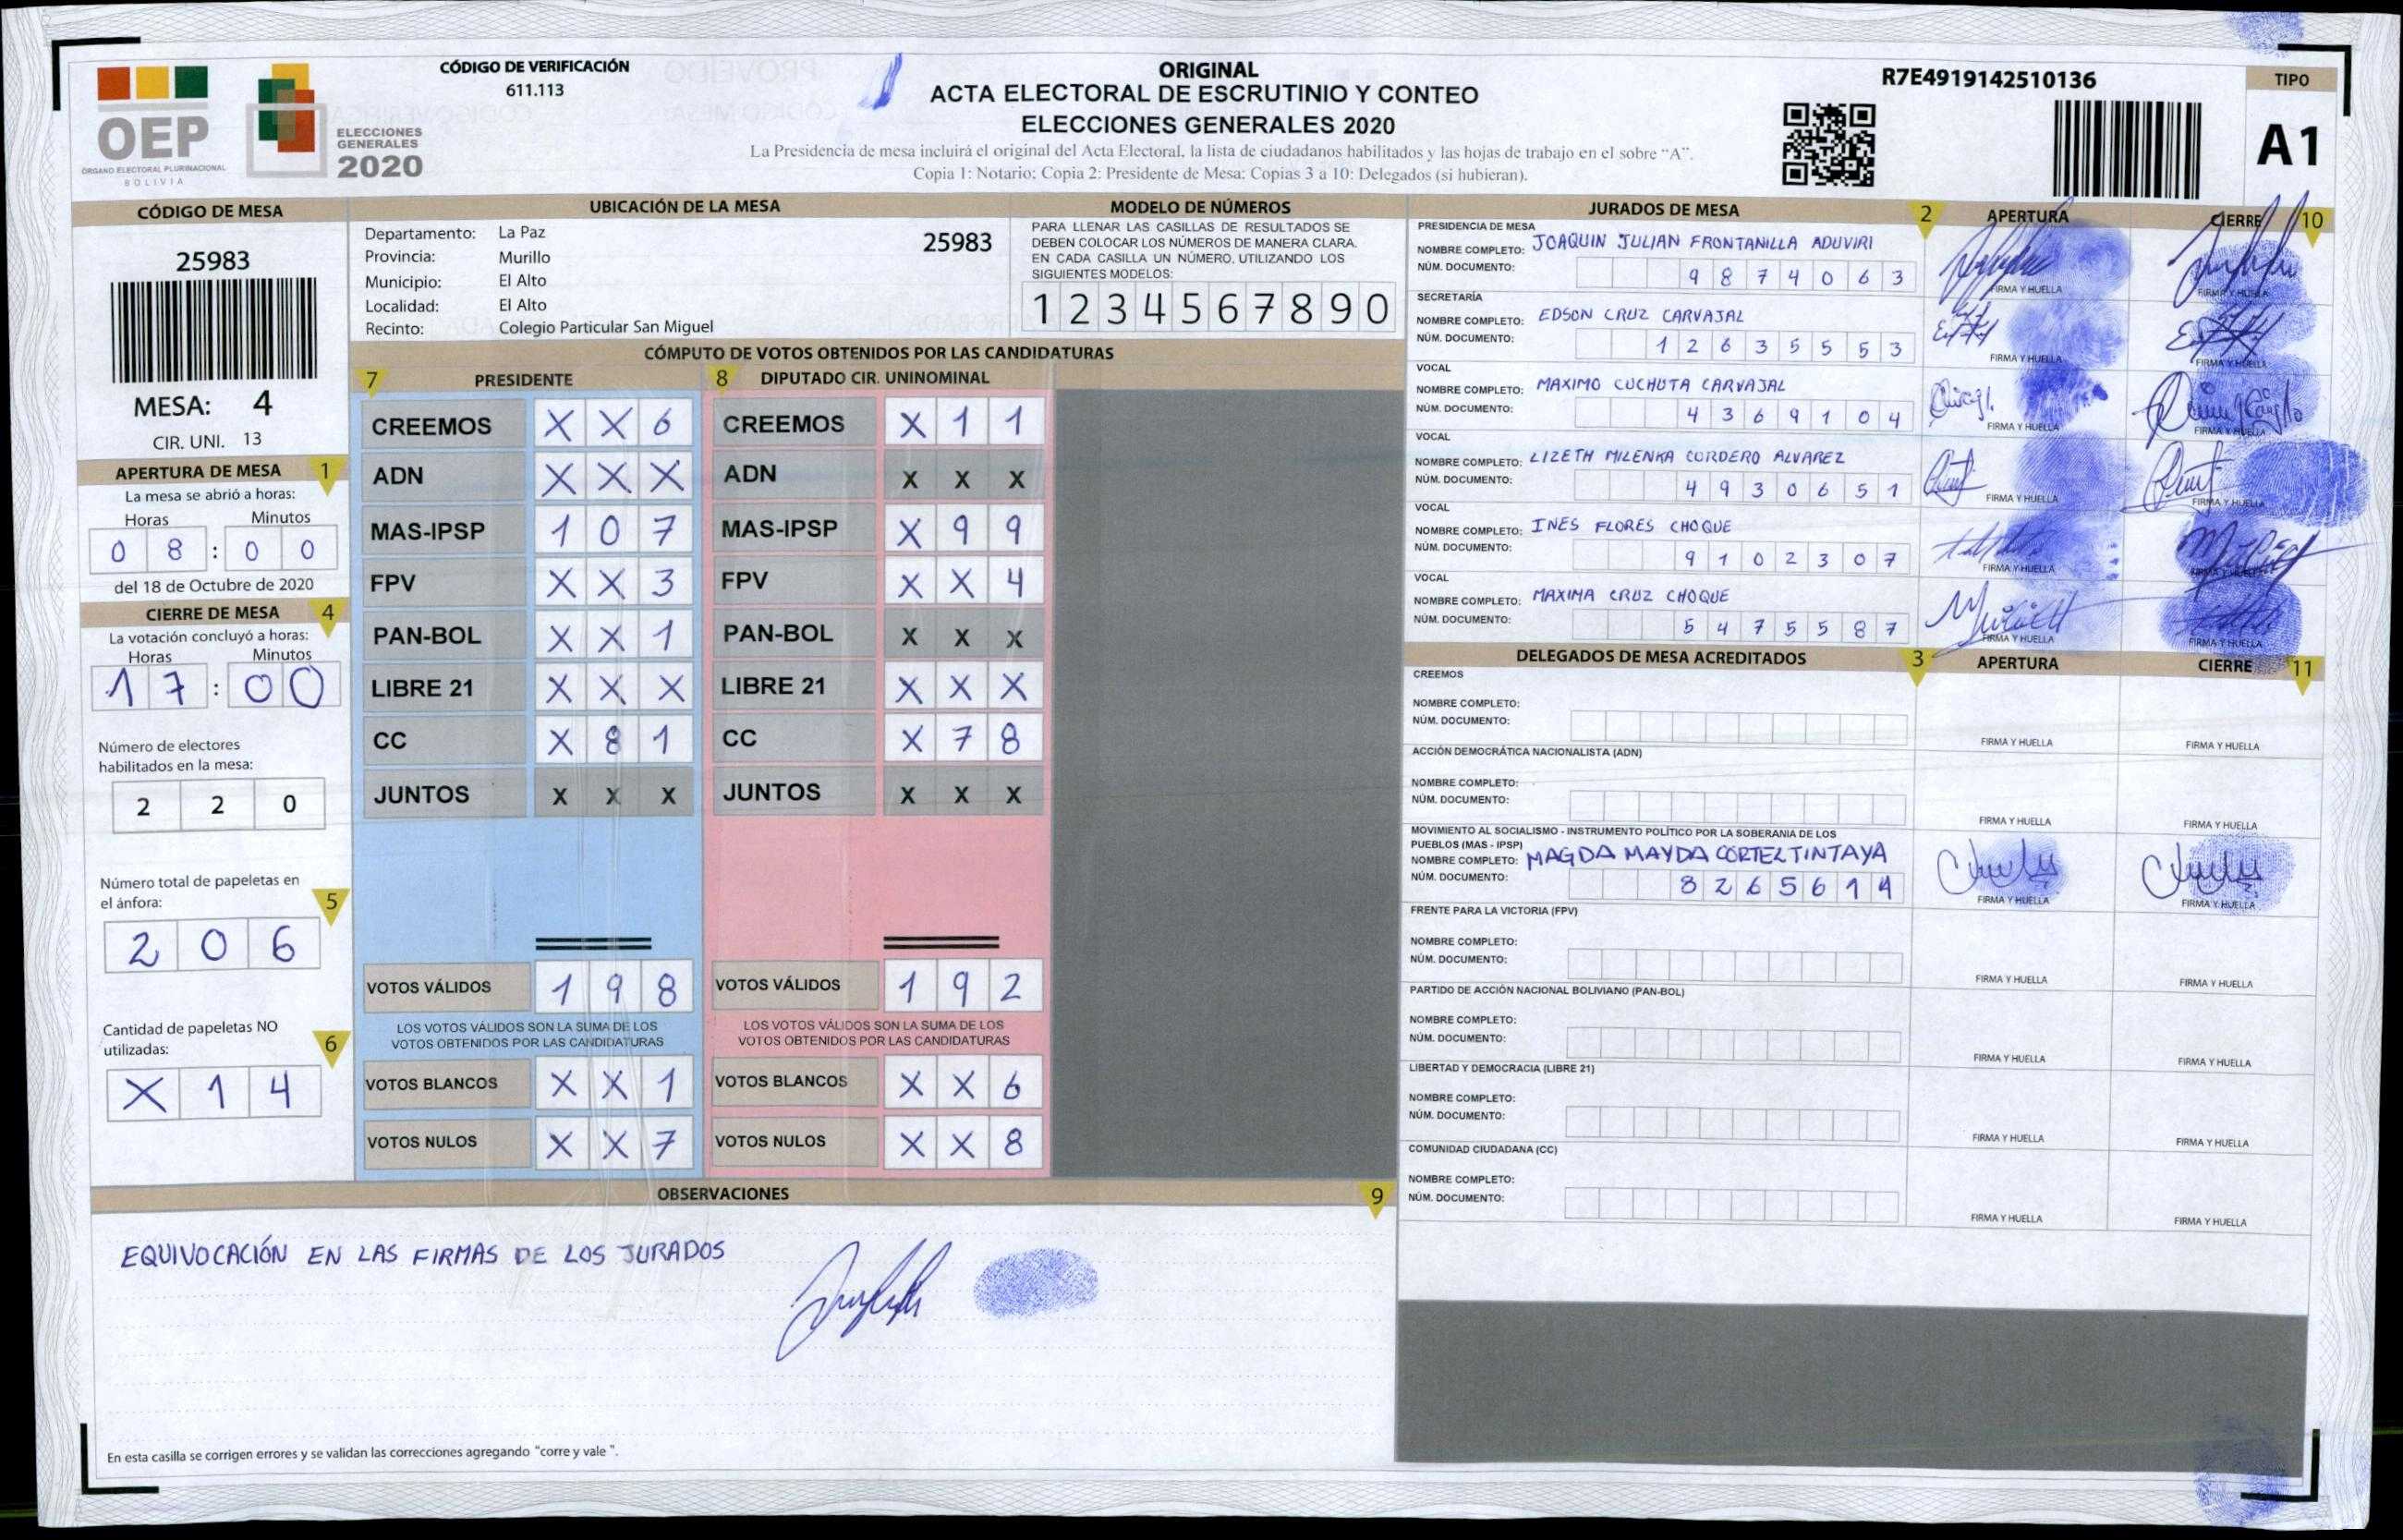 CÓDIGO DE VERIFICACIÓN
611.113
OEP
ÓRGANO ELECTORAL PLURINACIONAL
BOLIVIA
ELECCIONES
GENERALES
2020
ORIGINAL
ACTA ELECTORAL DE ESCRUTINIO Y CONTEO
ELECCIONES GENERALES 2020
La Presidencia de mesa incluirá el original del Acta Electoral, la lista de ciudadanos habilitados y las hojas de trabajo en el sobre "A".
Copia 1: Notario; Copia 2: Presidente de Mesa; Copias 3 a 10: Delegados (si hubieran).
R7E4919142510136
TIPO
A1
CÓDIGO DE MESA
25983
MESA: 4
CIR. UNI. 13
APERTURA DE MESA 1
La mesa se abrió a horas:
Horas Minutos
0 8 : 0 0
del 18 de Octubre de 2020
CIERRE DE MESA 4
La votación concluyó a horas:
Horas Minutos
1 7 : 0 0
Número de electores
habilitados en la mesa:
2 2 0
Número total de papeletas en
el ánfora: 5
2 0 6
Cantidad de papeletas NO
utilizadas: 6
X 1 4
UBICACIÓN DE LA MESA
Departamento: La Paz 25983
Provincia: Murillo
Municipio: El Alto
Localidad: El Alto
Recinto: Colegio Particular San Miguel
MODELO DE NÚMEROS
PARA LLENAR LAS CASILLAS DE RESULTADOS SE
DEBEN COLOCAR LOS NÚMEROS DE MANERA CLARA.
EN CADA CASILLA UN NÚMERO, UTILIZANDO LOS
SIGUIENTES MODELOS:
1 2 3 4 5 6 7 8 9 0
CÓMPUTO DE VOTOS OBTENIDOS POR LAS CANDIDATURAS
7 PRESIDENTE 8 DIPUTADO CIR. UNINOMINAL
CREEMOS X X 6 CREEMOS X 1 1
ADN X X X ADN X X X
MAS-IPSP 1 0 7 MAS-IPSP X 9 9
FPV X X 3 FPV X X 4
PAN-BOL X X 1 PAN-BOL X X X
LIBRE 21 X X X LIBRE 21 X X X
CC X 8 1 CC X 7 8
JUNTOS X X X JUNTOS X X X
VOTOS VÁLIDOS 1 9 8 VOTOS VÁLIDOS 1 9 2
LOS VOTOS VÁLIDOS SON LA SUMA DE LOS LOS VOTOS VÁLIDOS SON LA SUMA DE LOS
VOTOS OBTENIDOS POR LAS CANDIDATURAS VOTOS OBTENIDOS POR LAS CANDIDATURAS
VOTOS BLANCOS X X 1 VOTOS BLANCOS X X 6
VOTOS NULOS X X 7 VOTOS NULOS X X 8
OBSERVACIONES 9
EQUIVOCACIÓN EN LAS FIRMAS DE LOS JURADOS
En esta casilla se corrigen errores y se validan las correcciones agregando "corre y vale".
JURADOS DE MESA 2 APERTURA CIERRE 10
PRESIDENCIA DE MESA
NOMBRE COMPLETO: JOAQUIN JULIAN FRONTANILLA ADUVIRI
NÚM. DOCUMENTO: 9 8 7 4 0 6 3
FIRMA Y HUELLA FIRMA Y HUELLA
SECRETARÍA
NOMBRE COMPLETO: EDSON CRUZ CARVAJAL
NÚM. DOCUMENTO: 1 2 6 3 5 5 5 3
FIRMA Y HUELLA FIRMA Y HUELLA
VOCAL
NOMBRE COMPLETO: MAXIMO CUCHUTA CARVAJAL
NÚM. DOCUMENTO: 4 3 6 9 1 0 4
FIRMA Y HUELLA FIRMA Y HUELLA
VOCAL
NOMBRE COMPLETO: LIZETH MILENKA CORDERO ALVAREZ
NÚM. DOCUMENTO: 4 9 3 0 6 5 1
FIRMA Y HUELLA FIRMA Y HUELLA
VOCAL
NOMBRE COMPLETO: INES FLORES CHOQUE
NÚM. DOCUMENTO: 9 1 0 2 3 0 7
FIRMA Y HUELLA FIRMA Y HUELLA
VOCAL
NOMBRE COMPLETO: MAXIMA CRUZ CHOQUE
NÚM. DOCUMENTO: 5 4 7 5 5 8 7
FIRMA Y HUELLA FIRMA Y HUELLA
DELEGADOS DE MESA ACREDITADOS 3 APERTURA CIERRE 11
CREEMOS
NOMBRE COMPLETO:
NÚM. DOCUMENTO:
FIRMA Y HUELLA FIRMA Y HUELLA
ACCIÓN DEMOCRÁTICA NACIONALISTA (ADN)
NOMBRE COMPLETO:
NÚM. DOCUMENTO:
FIRMA Y HUELLA FIRMA Y HUELLA
MOVIMIENTO AL SOCIALISMO - INSTRUMENTO POLÍTICO POR LA SOBERANIA DE LOS
PUEBLOS (MAS - IPSP)
NOMBRE COMPLETO: MAGDA MAYDA CORTEZ TINTAYA
NÚM. DOCUMENTO: 8 2 6 5 6 1 4
FIRMA Y HUELLA FIRMA Y HUELLA
FRENTE PARA LA VICTORIA (FPV)
NOMBRE COMPLETO:
NÚM. DOCUMENTO:
FIRMA Y HUELLA FIRMA Y HUELLA
PARTIDO DE ACCIÓN NACIONAL BOLIVIANO (PAN-BOL)
NOMBRE COMPLETO:
NÚM. DOCUMENTO:
FIRMA Y HUELLA FIRMA Y HUELLA
LIBERTAD Y DEMOCRACIA (LIBRE 21)
NOMBRE COMPLETO:
NÚM. DOCUMENTO:
FIRMA Y HUELLA FIRMA Y HUELLA
COMUNIDAD CIUDADANA (CC)
NOMBRE COMPLETO:
NÚM. DOCUMENTO:
FIRMA Y HUELLA FIRMA Y HUELLA